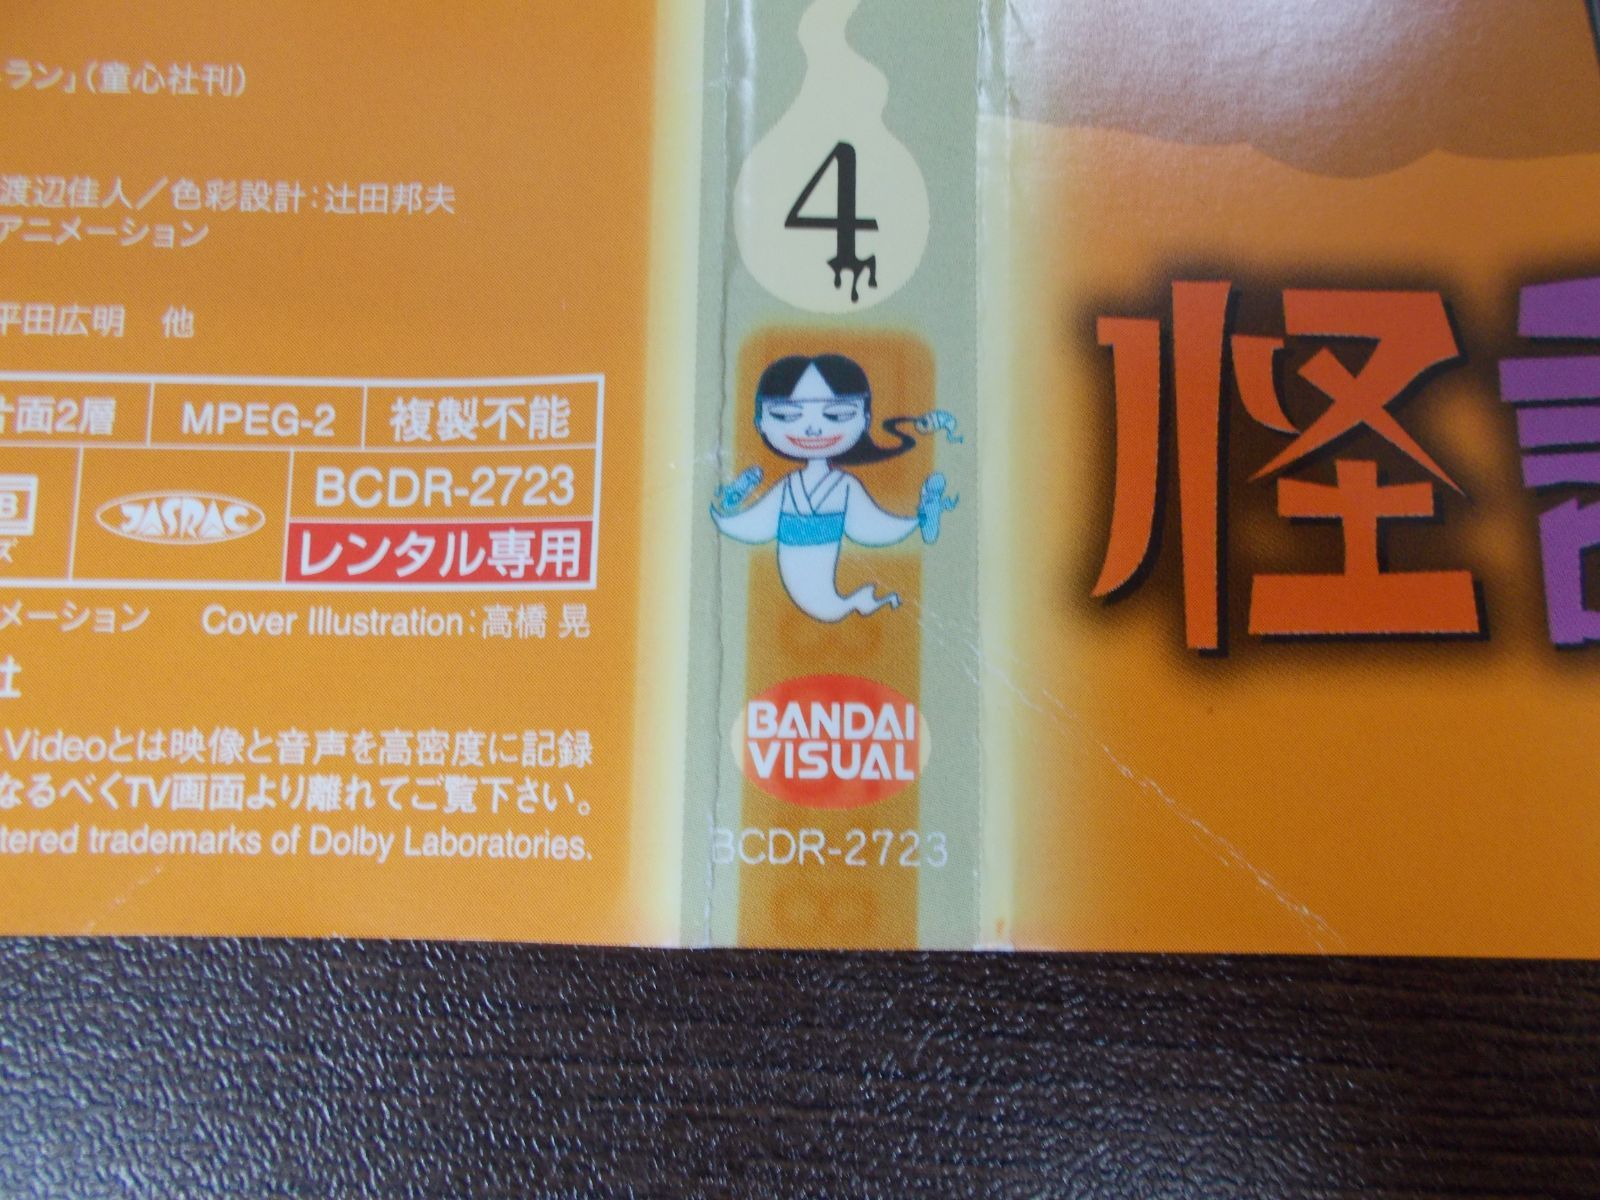 ラン』（童心社刊）
渡辺佳人／色彩設計：辻田邦夫
アニメーション
平田広明　他
片面2層
MPEG-2
複製不能
JASRAC
BCDR-2723
レンタル専用
メーション　Cover Illustration：高橋 晃
社
Videoとは映像と音声を高密度に記録
なるべくTV画面より離れてご覧下さい。
tered trademarks of Dolby Laboratories.
4
BANDAI
VISUAL
BCDR-2723
怪